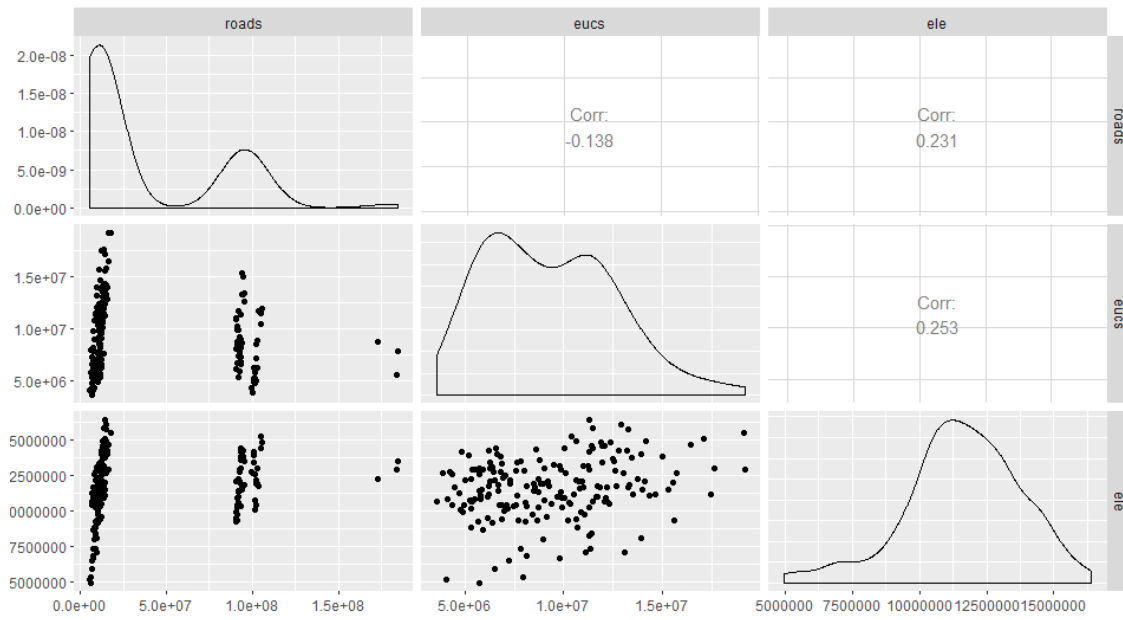 roads eucs ele
2.0e-08
1.5e-08
1.0e-08
5.0e-09
0.0e+00
Corr:
-0.138
Corr:
0.231
roads
1.5e+07
1.0e+07
5.0e+06
Corr:
0.253
eucs
5000000
2500000
0000000
7500000
5000000
ele
0.0e+00 5.0e+07 1.0e+08 1.5e+08 5.0e+06 1.0e+07 1.5e+07 5000000 7500000 10000000 12500000 15000000